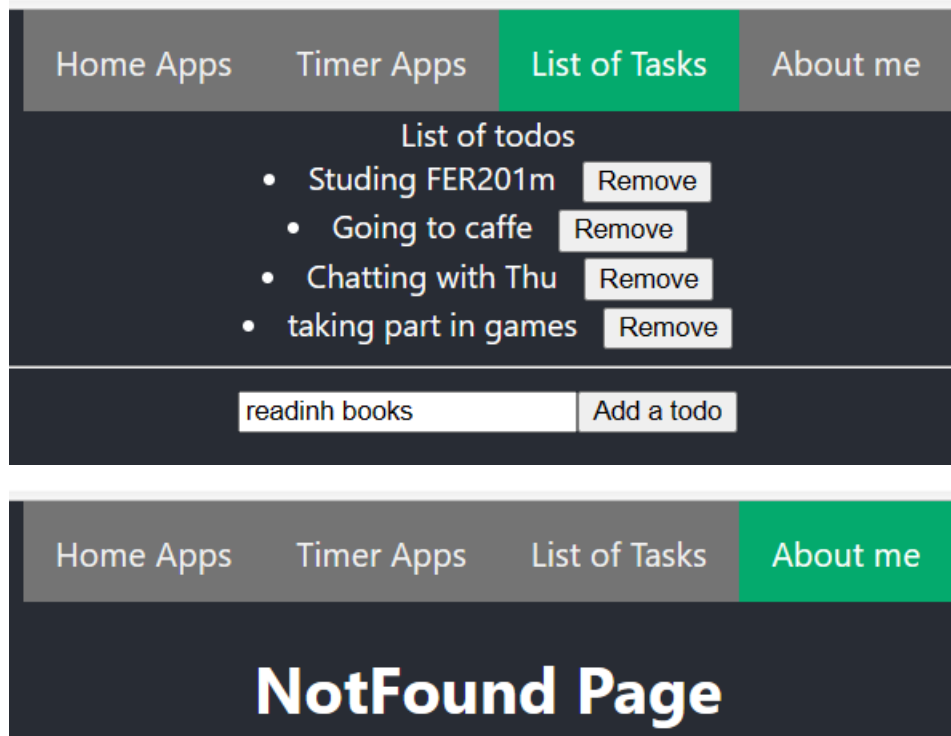 Home Apps Timer Apps List of Tasks About me
List of todos
Studing FER201m Remove
Going to caffe Remove
Chatting with Thu Remove
taking part in games Remove
readinh books Add a todo
Home Apps Timer Apps List of Tasks About me
NotFound Page